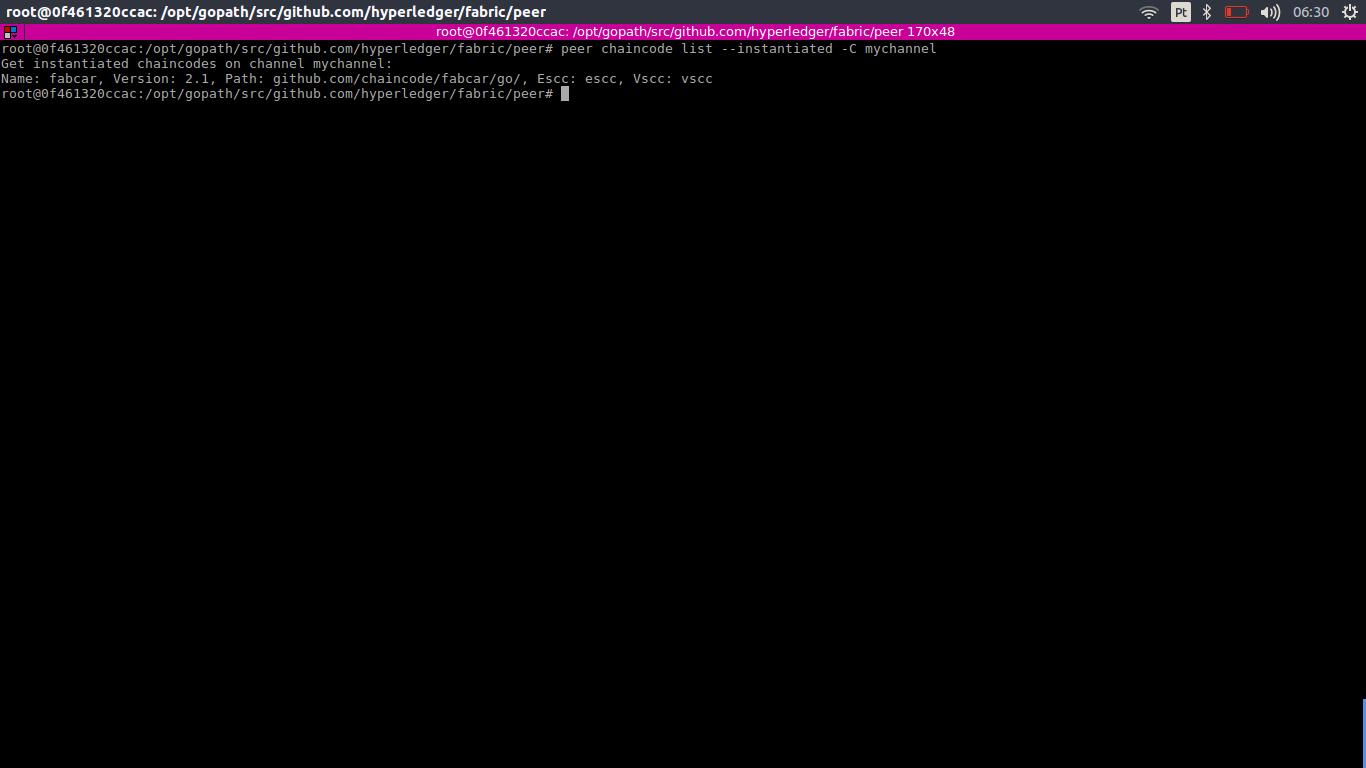 root@0f461320ccac: /opt/gopath/src/github.com/hyperledger/fabric/peer
Pt
06:30
root@0f461320ccac: /opt/gopath/src/github.com/hyperledger/fabric/peer 170x48
root@0f461320ccac:/opt/gopath/src/github.com/hyperledger/fabric/peer# peer chaincode list --instantiated -C mychannel
Get instantiated chaincodes on channel mychannel:
Name: fabcar, Version: 2.1, Path: github.com/chaincode/fabcar/go/, Escc: escc, Vscc: vscc
root@0f461320ccac:/opt/gopath/src/github.com/hyperledger/fabric/peer#